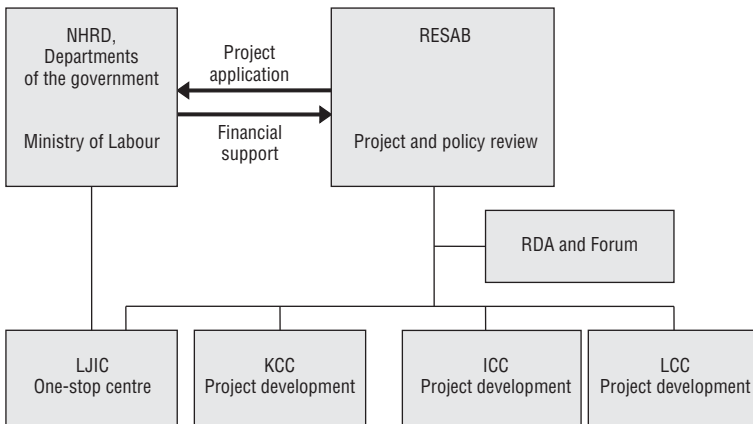 NHRD,
Departments
of the government
Ministry of Labour
Project
application
Financial
support
RESAB
Project and policy review
RDA and Forum
LJIC
One-stop centre
KCC
Project development
ICC
Project development
LCC
Project development